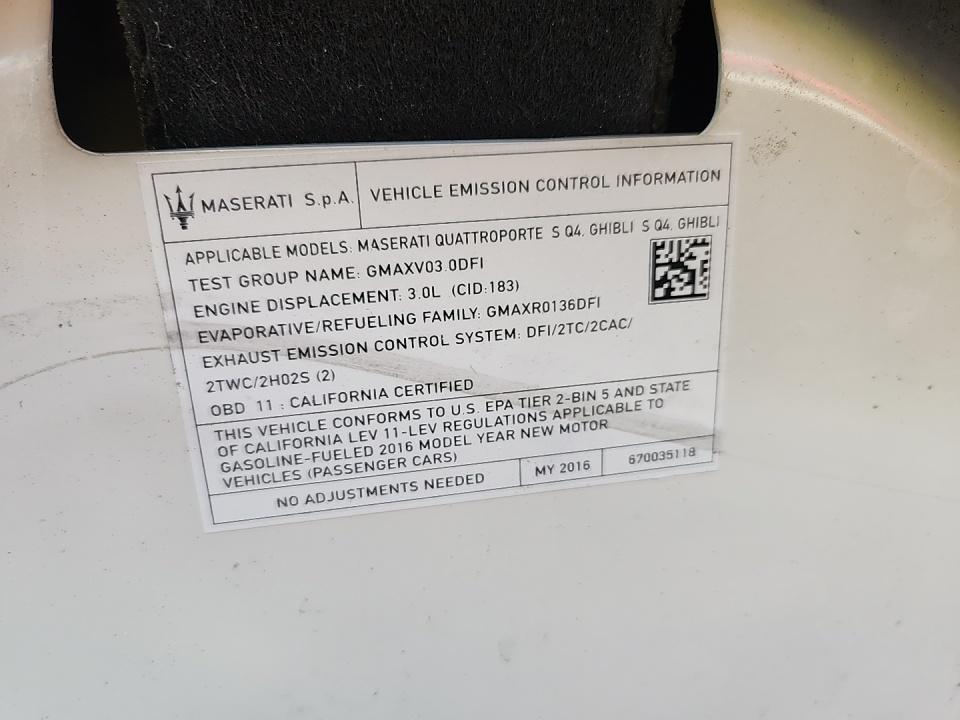 MASERATI S.p.A. VEHICLE EMISSION CONTROL INFORMATION
APPLICABLE MODELS: MASERATI QUATTROPORTE S Q4, GHIBLI S Q4, GHIBLI
TEST GROUP NAME: GMAXV03.0DFI
ENGINE DISPLACEMENT: 3.0L (CID:183)
EVAPORATIVE/REFUELING FAMILY: GMAXR0136DFI
EXHAUST EMISSION CONTROL SYSTEM: DFI/2TC/2CAC/
2TWC/2HO2S (2)
OBD 11 : CALIFORNIA CERTIFIED
THIS VEHICLE CONFORMS TO U.S. EPA TIER 2-BIN 5 AND STATE
OF CALIFORNIA LEV 11-LEV REGULATIONS APPLICABLE TO
GASOLINE-FUELED 2016 MODEL YEAR NEW MOTOR
VEHICLES (PASSENGER CARS)
NO ADJUSTMENTS NEEDED MY 2016 670035118